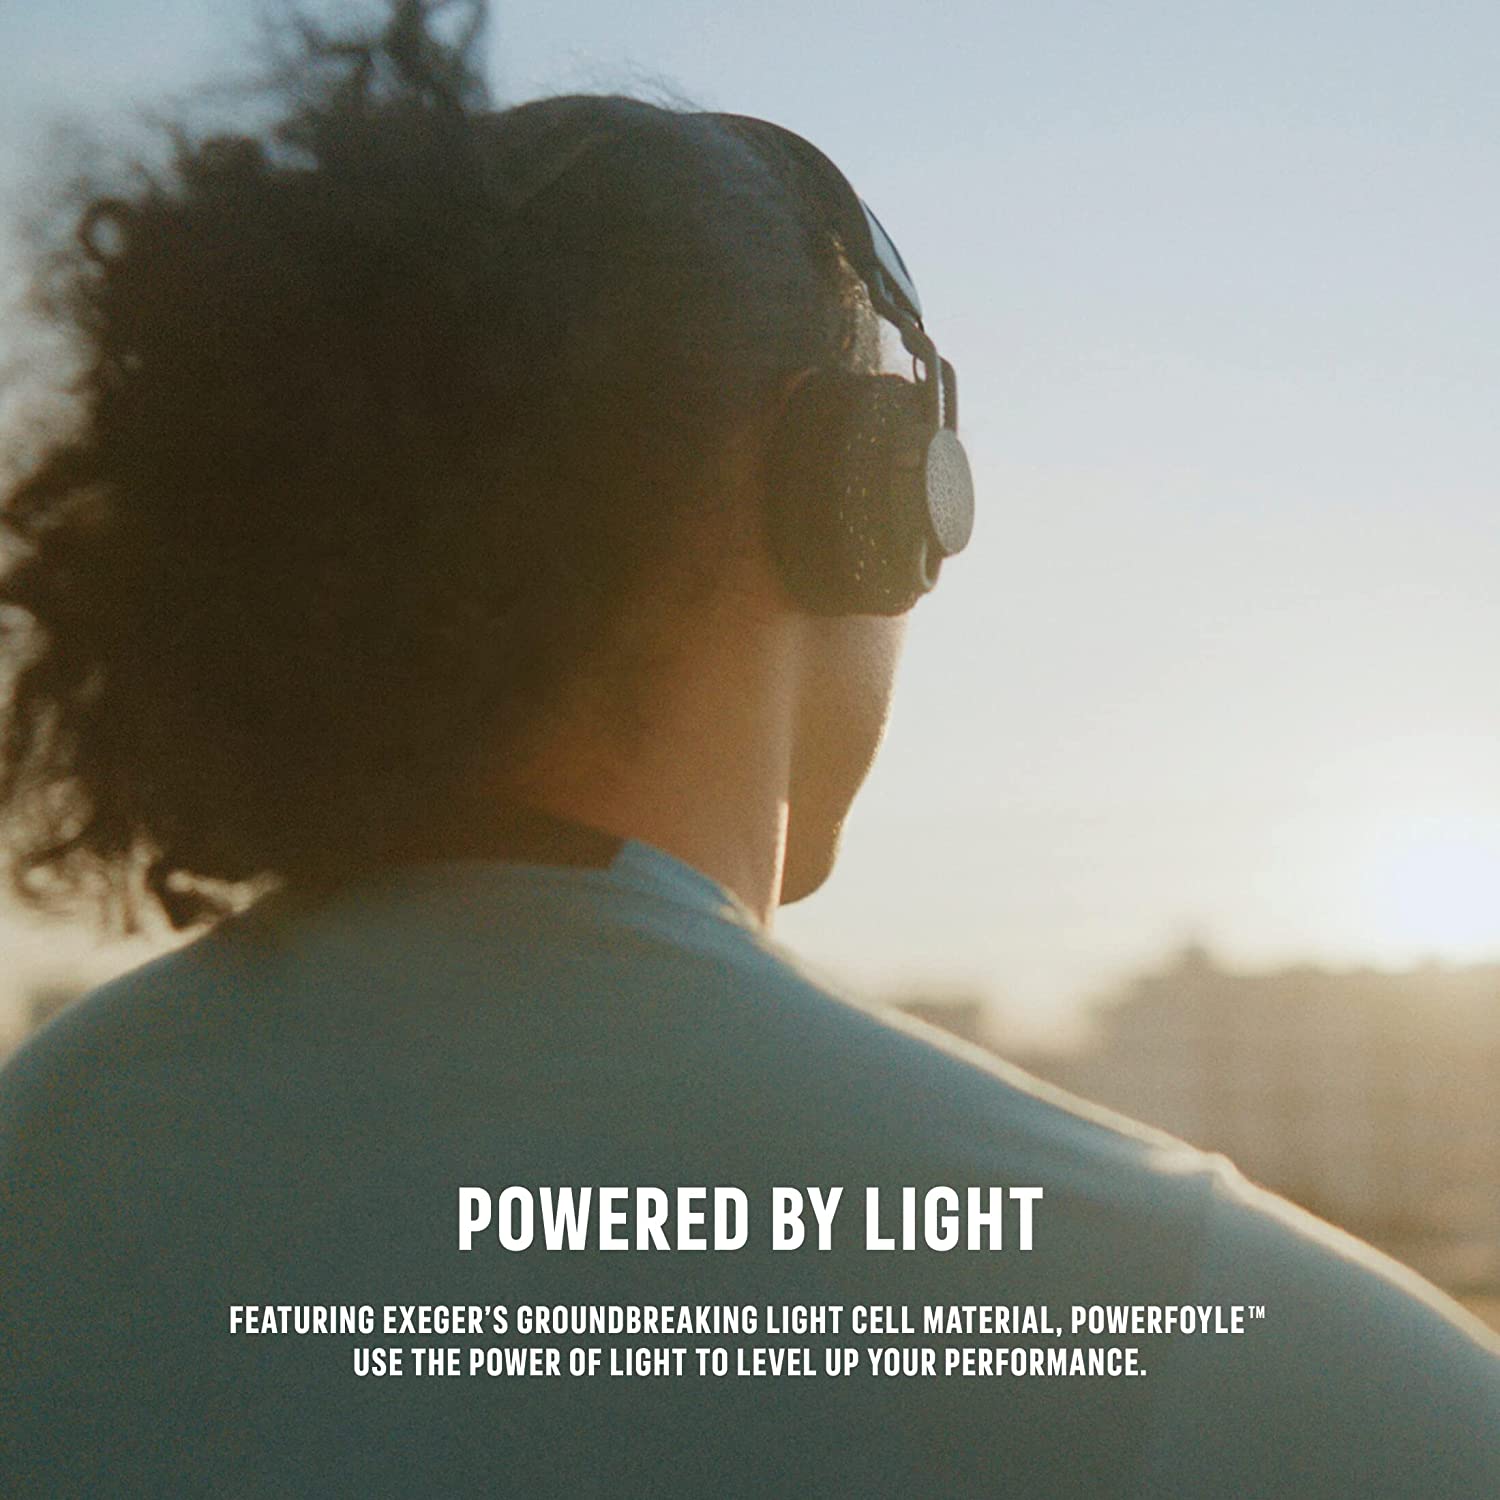 POWERED BY LIGHT
FEATURING EXEGER'S GROUNDBREAKING LIGHT CELL MATERIAL, POWERFOYLE™
USE THE POWER OF LIGHT TO LEVEL UP YOUR PERFORMANCE.